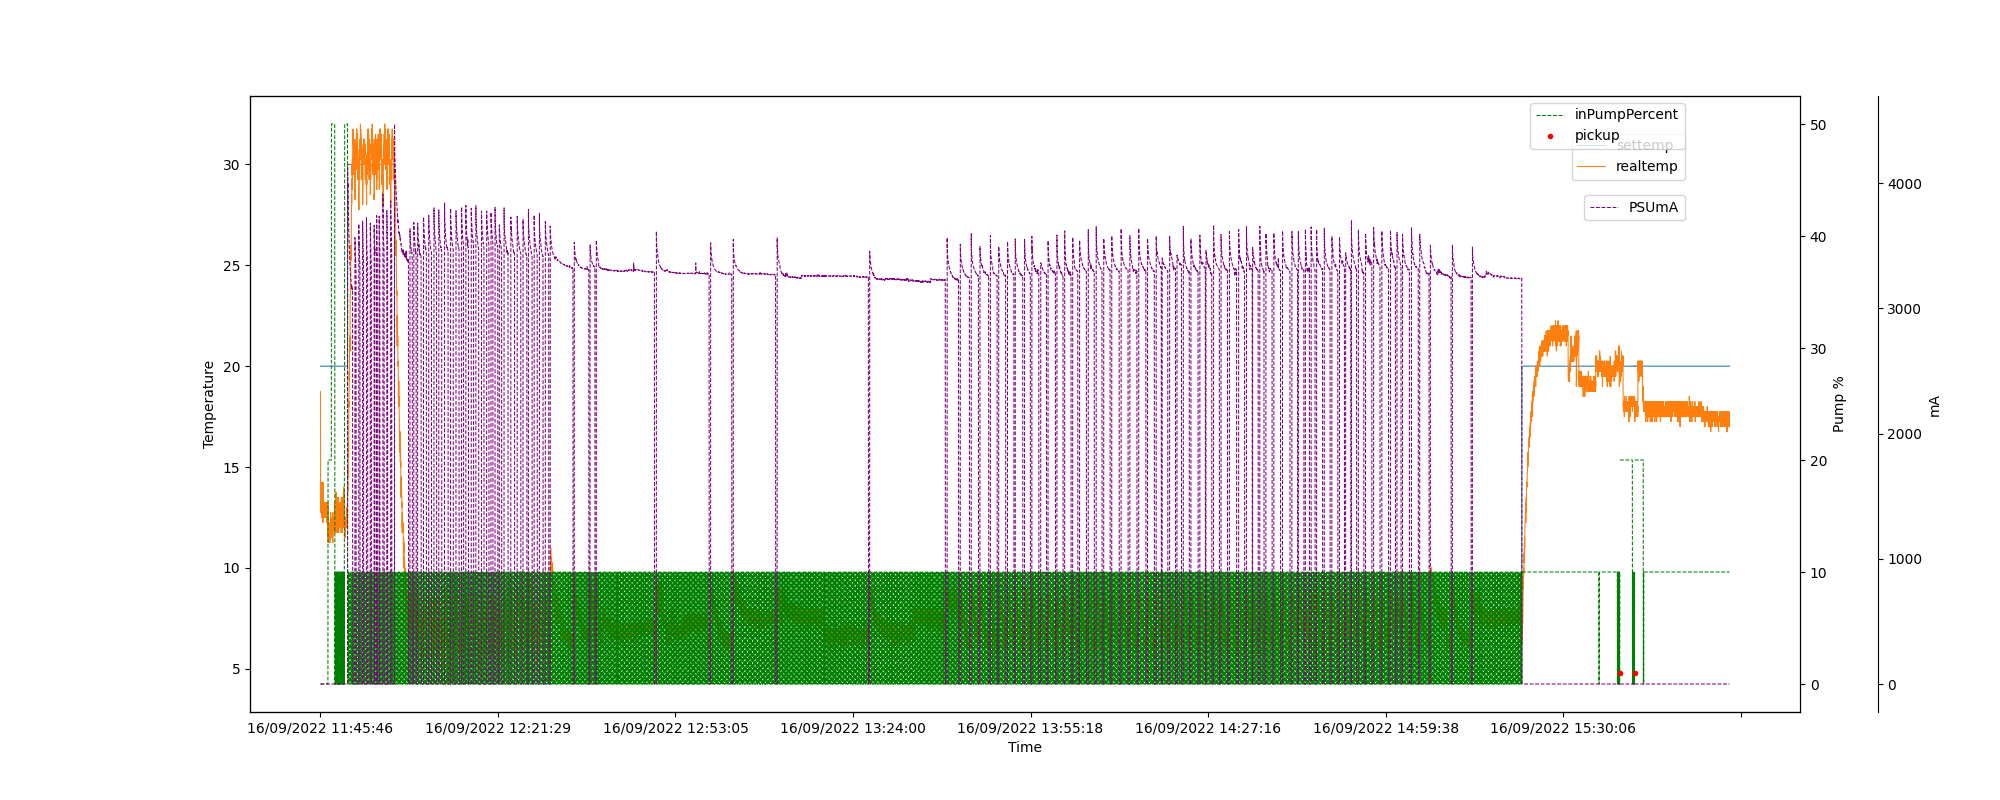 inPumpPercent
pickup
settemp
realtemp
PSUmA
30
25
20
15
10
5
Temperature
50
40
30
20
10
0
Pump %
4000
3000
2000
1000
0
mA
16/09/2022 11:45:46
16/09/2022 12:21:29
16/09/2022 12:53:05
16/09/2022 13:24:00
16/09/2022 13:55:18
16/09/2022 14:27:16
16/09/2022 14:59:38
16/09/2022 15:30:06
Time